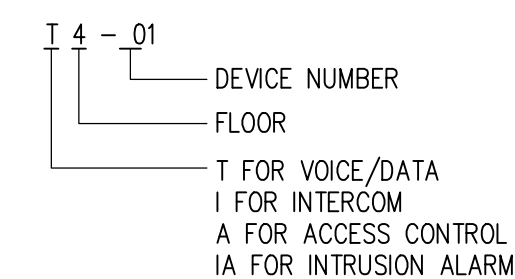 T 4 - 01
DEVICE NUMBER
FLOOR
T FOR VOICE/DATA
I FOR INTERCOM
A FOR ACCESS CONTROL
IA FOR INTRUSION ALARM